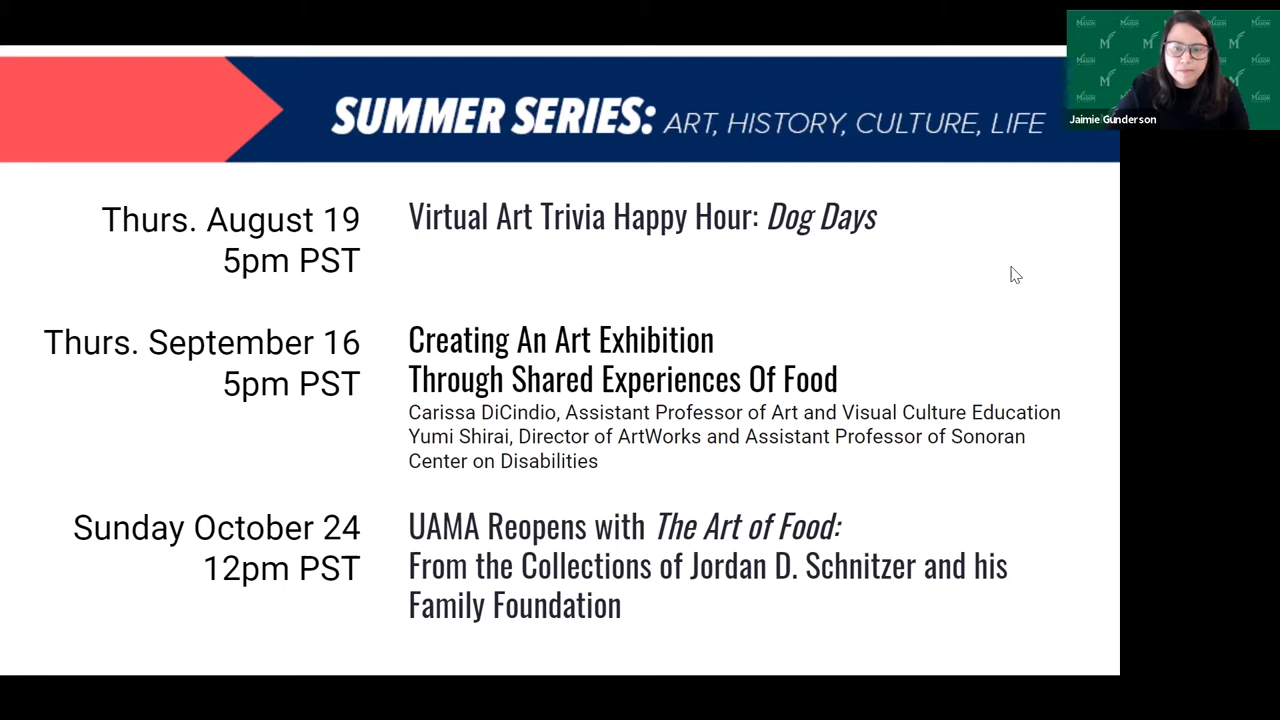 SUMMER SERIES: ART, HISTORY, CULTURE, LIFE
Jaimie Gunderson
Thurs. August 19
5pm PST
Virtual Art Trivia Happy Hour: Dog Days
Thurs. September 16
5pm PST
Creating An Art Exhibition
Through Shared Experiences Of Food
Carissa DiCindio, Assistant Professor of Art and Visual Culture Education
Yumi Shirai, Director of ArtWorks and Assistant Professor of Sonoran
Center on Disabilities
Sunday October 24
12pm PST
UAMA Reopens with The Art of Food:
From the Collections of Jordan D. Schnitzer and his
Family Foundation